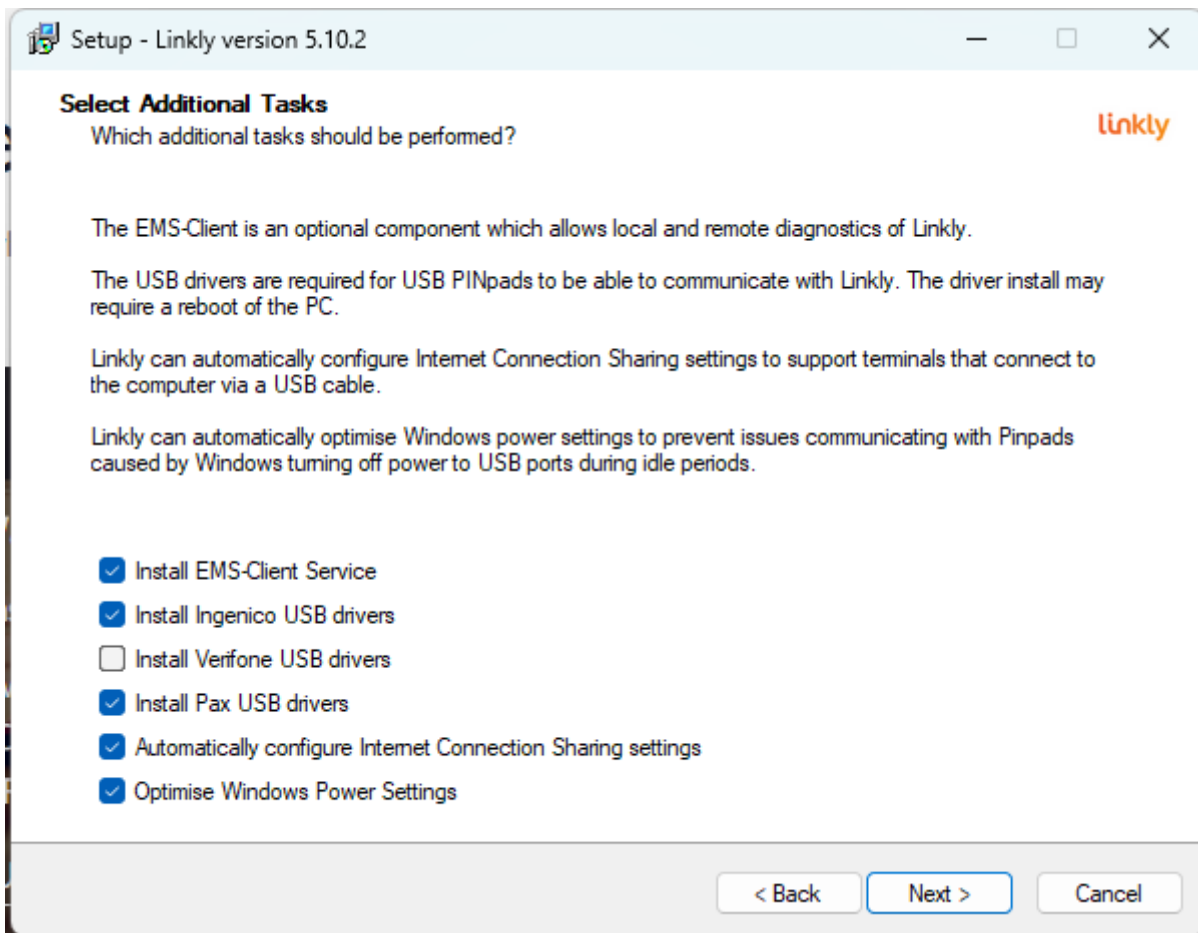 Setup - Linkly version 5.10.2
Select Additional Tasks
Which additional tasks should be performed?
linkly
The EMS-Client is an optional component which allows local and remote diagnostics of Linkly.
The USB drivers are required for USB PINpads to be able to communicate with Linkly. The driver install may
require a reboot of the PC.
Linkly can automatically configure Internet Connection Sharing settings to support terminals that connect to
the computer via a USB cable.
Linkly can automatically optimise Windows power settings to prevent issues communicating with Pinpads
caused by Windows turning off power to USB ports during idle periods.
Install EMS-Client Service
Install Ingenico USB drivers
Install Verifone USB drivers
Install Pax USB drivers
Automatically configure Internet Connection Sharing settings
Optimise Windows Power Settings
< Back
Next >
Cancel